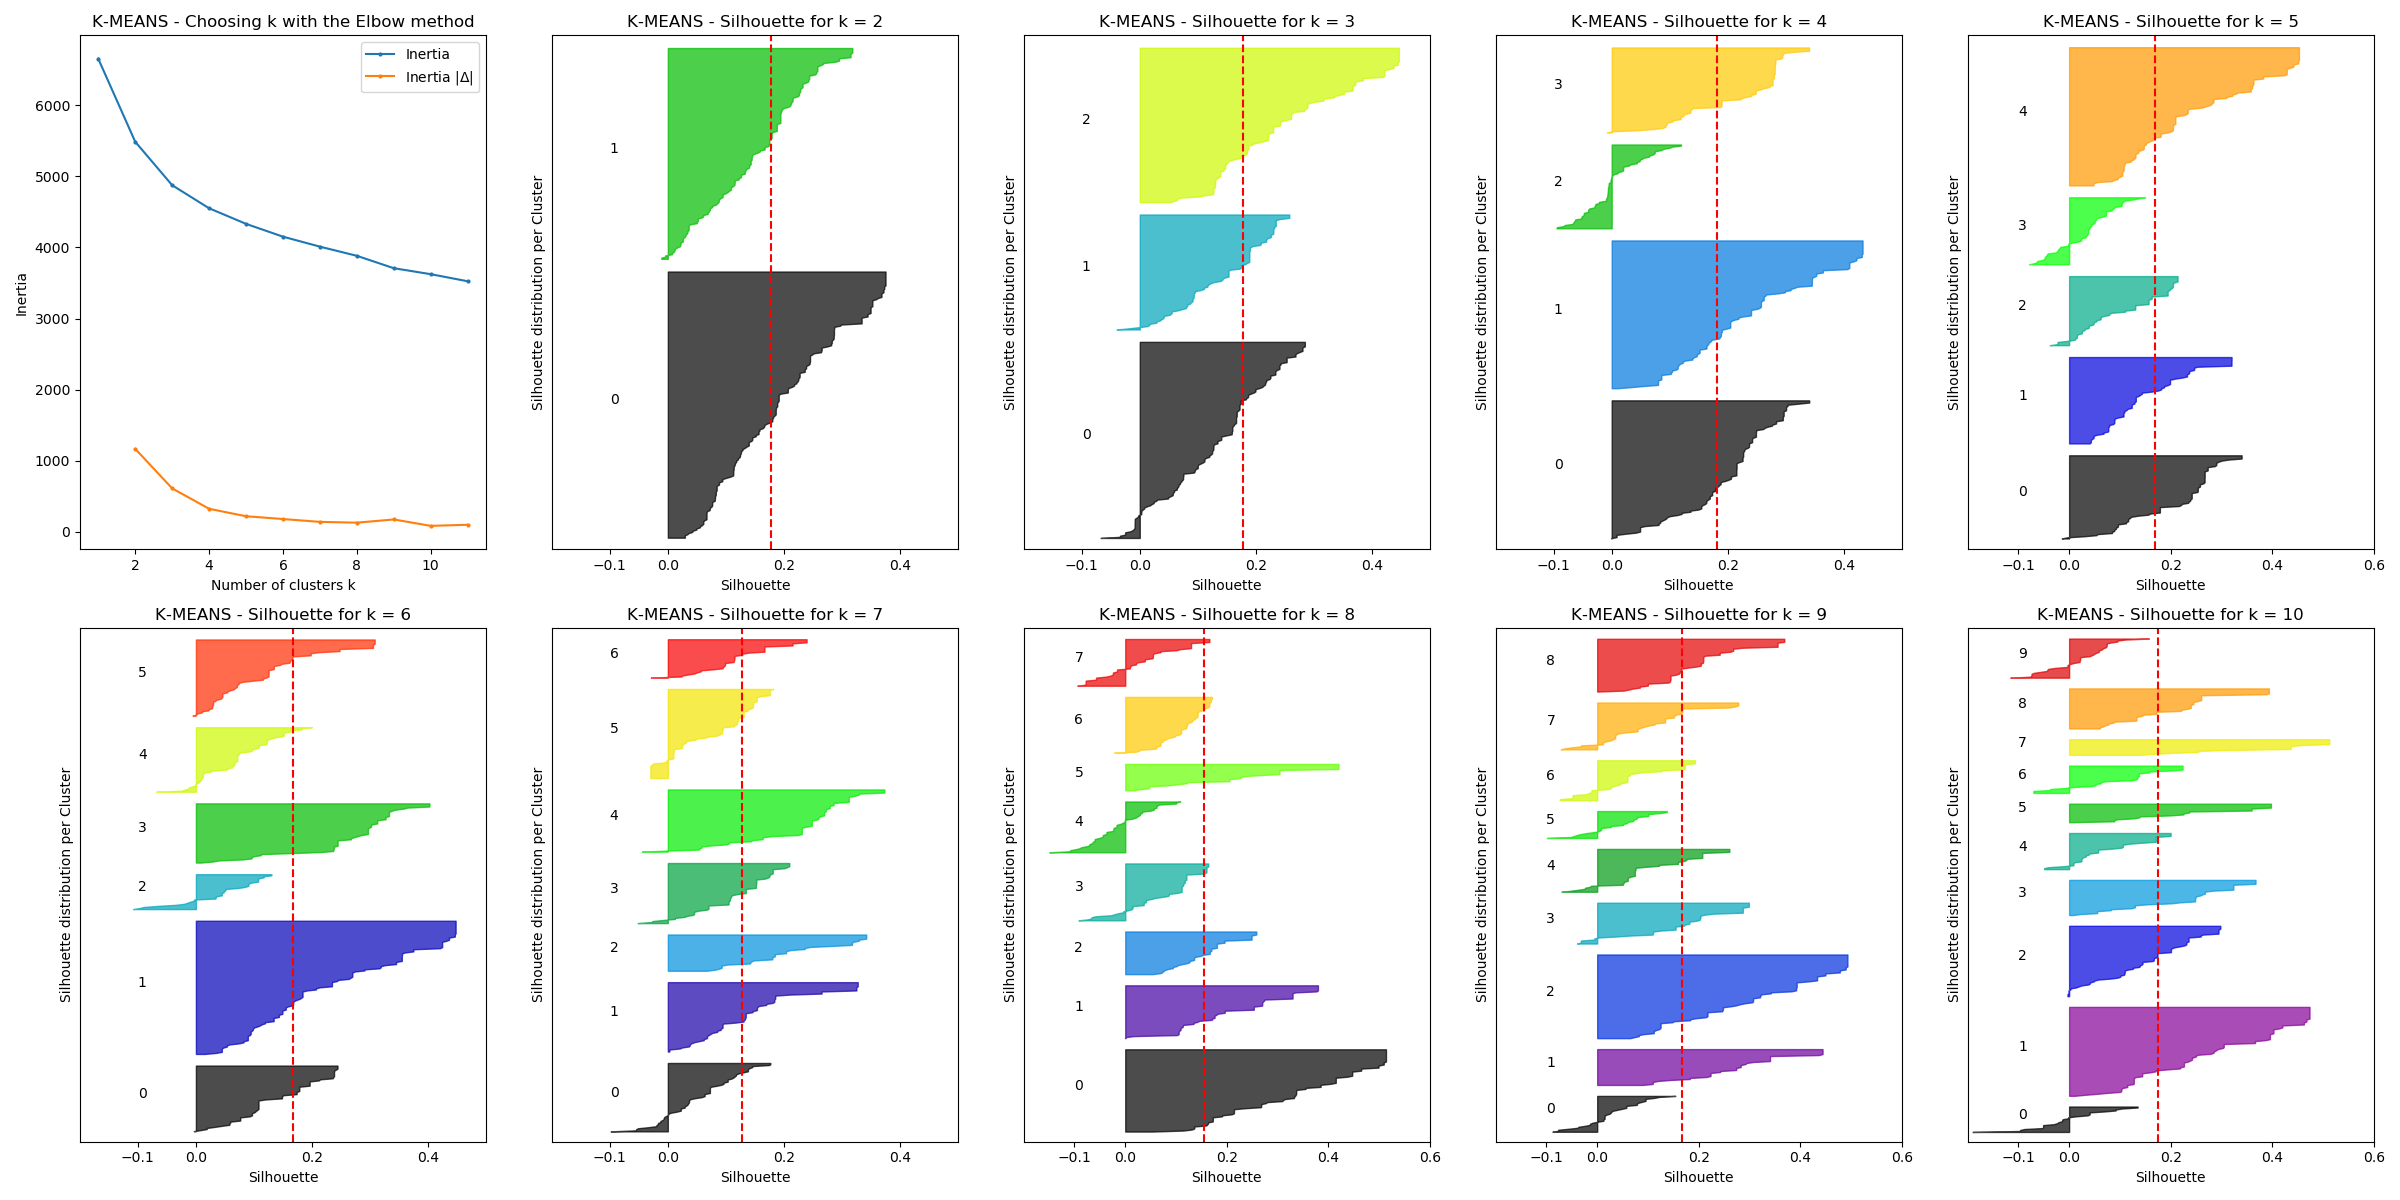 K-MEANS - Choosing k with the Elbow method
Inertia
Inertia |Δ|
6000
5000
4000
3000
2000
1000
0
Inertia
2 4 6 8 10
Number of clusters k
K-MEANS - Silhouette for k = 2
Silhouette distribution per Cluster
1
0
−0.1 0.0 0.2 0.4
Silhouette
K-MEANS - Silhouette for k = 3
Silhouette distribution per Cluster
2
1
0
−0.1 0.0 0.2 0.4
Silhouette
K-MEANS - Silhouette for k = 4
Silhouette distribution per Cluster
3
2
1
0
−0.1 0.0 0.2 0.4
Silhouette
K-MEANS - Silhouette for k = 5
Silhouette distribution per Cluster
4
3
2
1
0
−0.1 0.0 0.2 0.4 0.6
Silhouette
K-MEANS - Silhouette for k = 6
Silhouette distribution per Cluster
5
4
3
2
1
0
−0.1 0.0 0.2 0.4
Silhouette
K-MEANS - Silhouette for k = 7
Silhouette distribution per Cluster
6
5
4
3
2
1
0
−0.1 0.0 0.2 0.4
Silhouette
K-MEANS - Silhouette for k = 8
Silhouette distribution per Cluster
7
6
5
4
3
2
1
0
−0.1 0.0 0.2 0.4 0.6
Silhouette
K-MEANS - Silhouette for k = 9
Silhouette distribution per Cluster
8
7
6
5
4
3
2
1
0
−0.1 0.0 0.2 0.4 0.6
Silhouette
K-MEANS - Silhouette for k = 10
Silhouette distribution per Cluster
9
8
7
6
5
4
3
2
1
0
−0.1 0.0 0.2 0.4 0.6
Silhouette